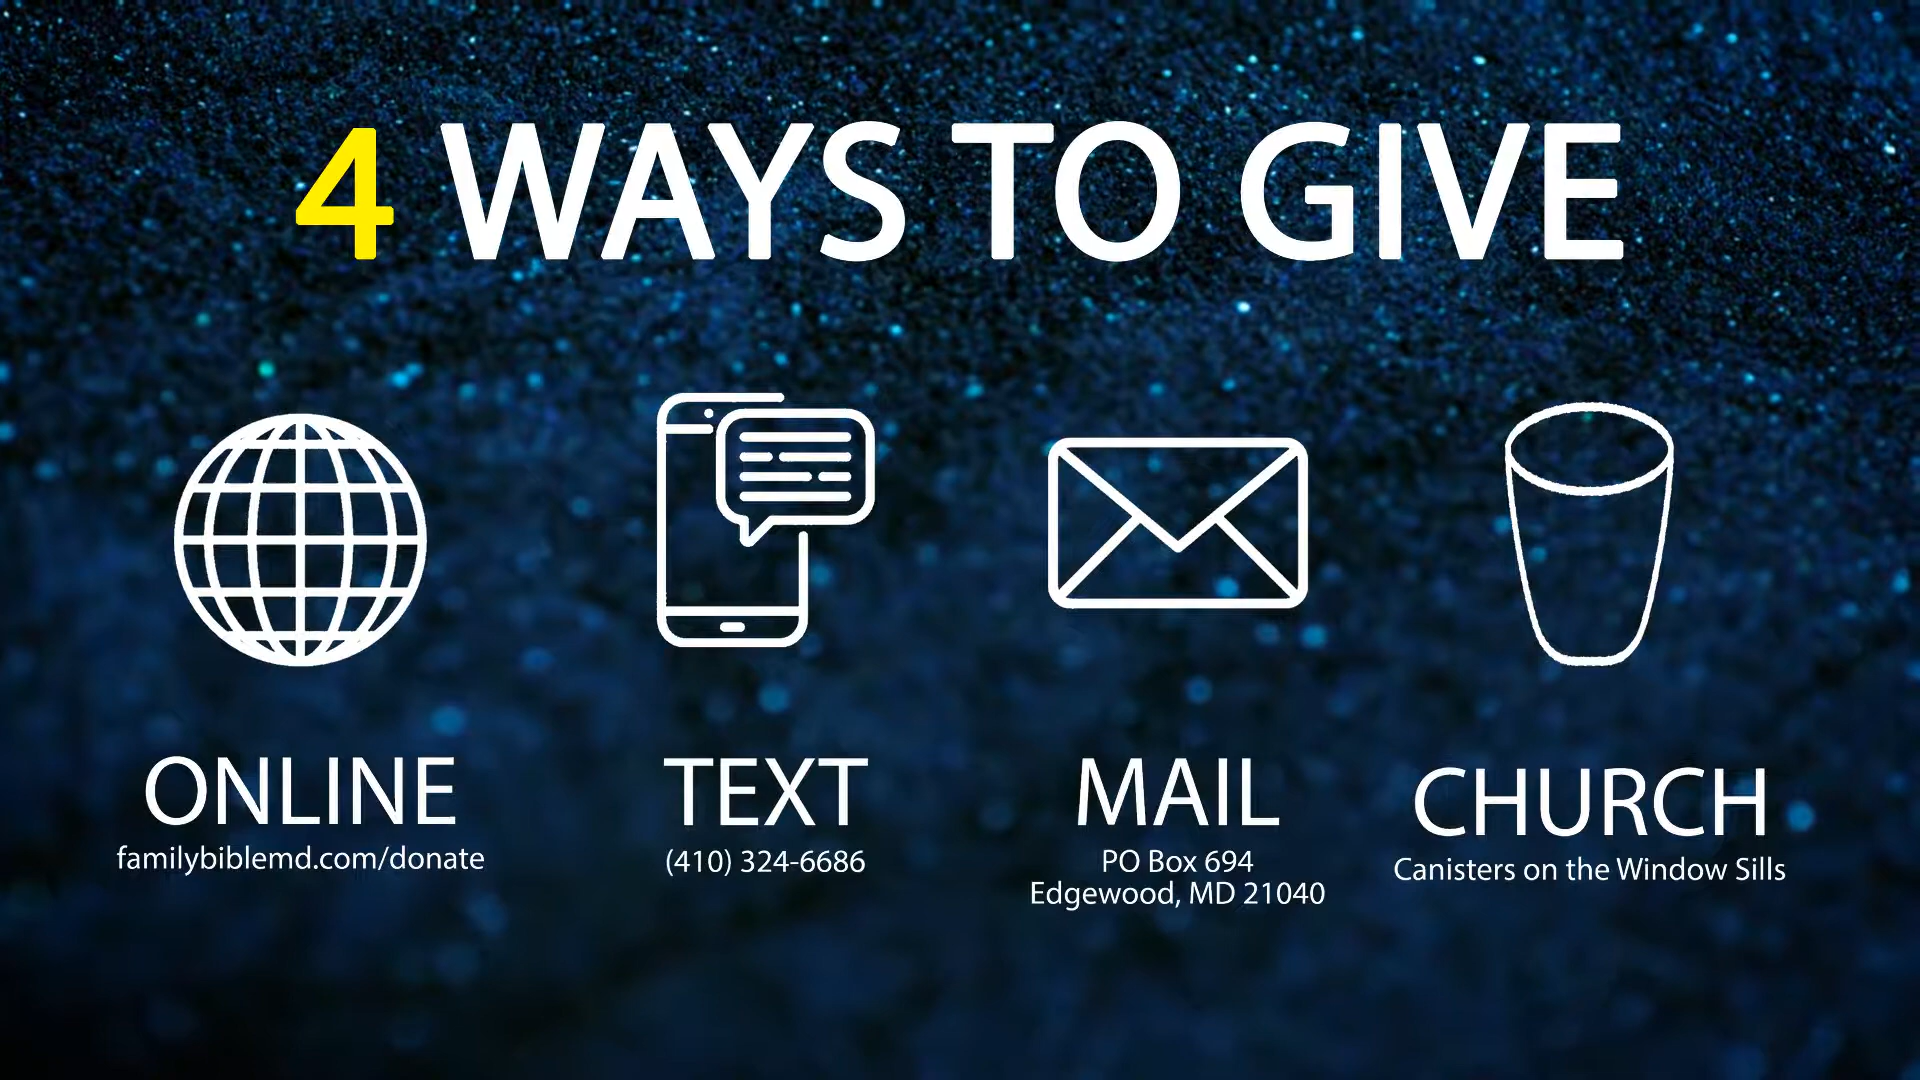 4 WAYS TO GIVE
ONLINE
familybiblemd.com/donate
TEXT
(410) 324-6686
MAIL
PO Box 694
Edgewood, MD 21040
CHURCH
Canisters on the Window Sills